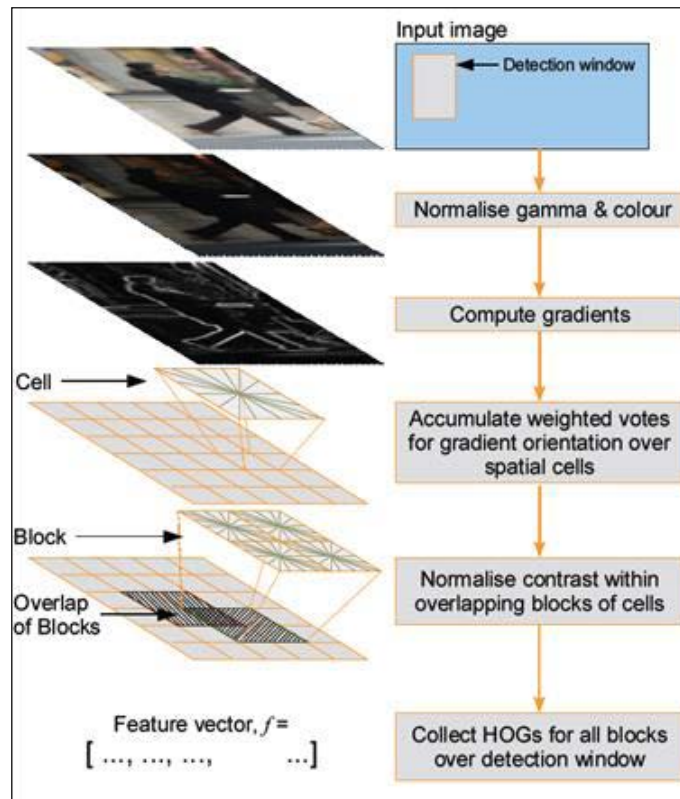 Input image
Detection window
Normalise gamma & colour
Compute gradients
Cell
Accumulate weighted votes
for gradient orientation over
spatial cells
Block
Overlap
of Blocks
Normalise contrast within
overlapping blocks of cells
Feature vector, f =
[ ..., ..., ..., ...]
Collect HOGs for all blocks
over detection window